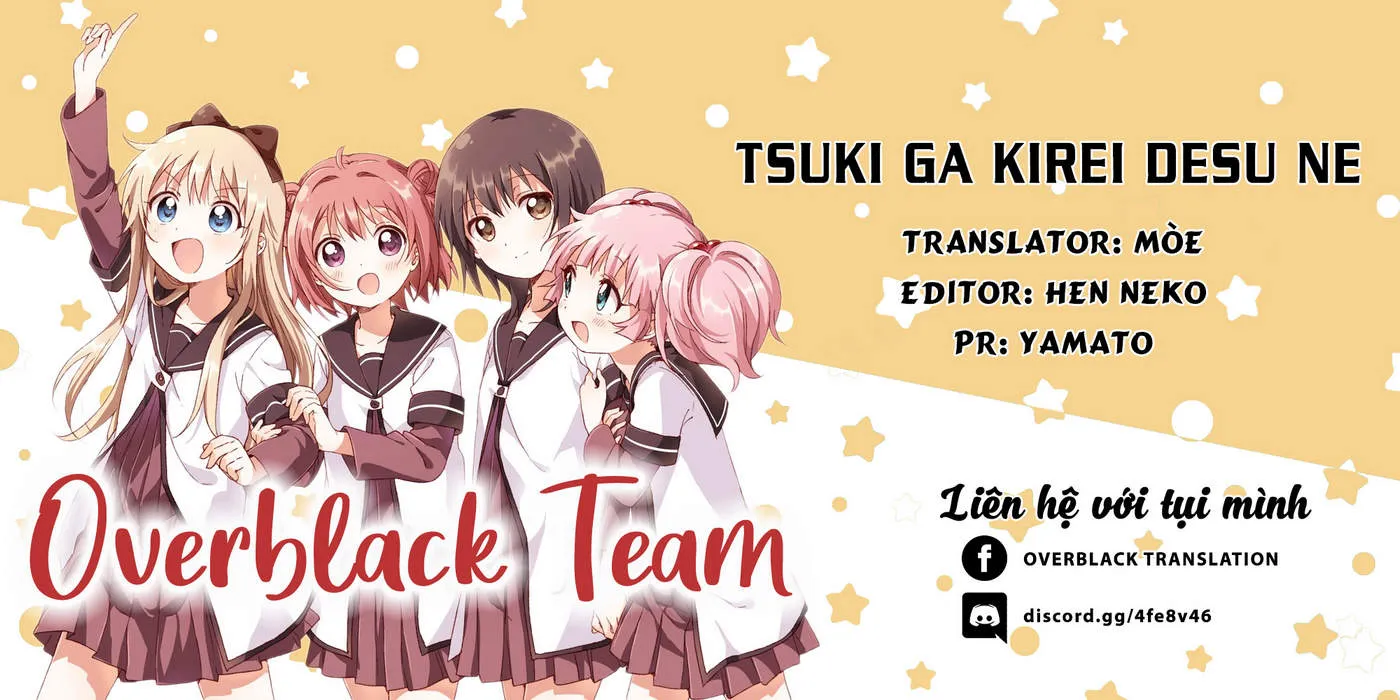 TSUKI GA KIREI DESU NE
TRANSLATOR: MÒE
EDITOR: HEN NEKO
PR: YAMATO
Overblack Team
Liên hệ với tụi mình
OVERBLACK TRANSLATION
discord.gg/4fe8v46